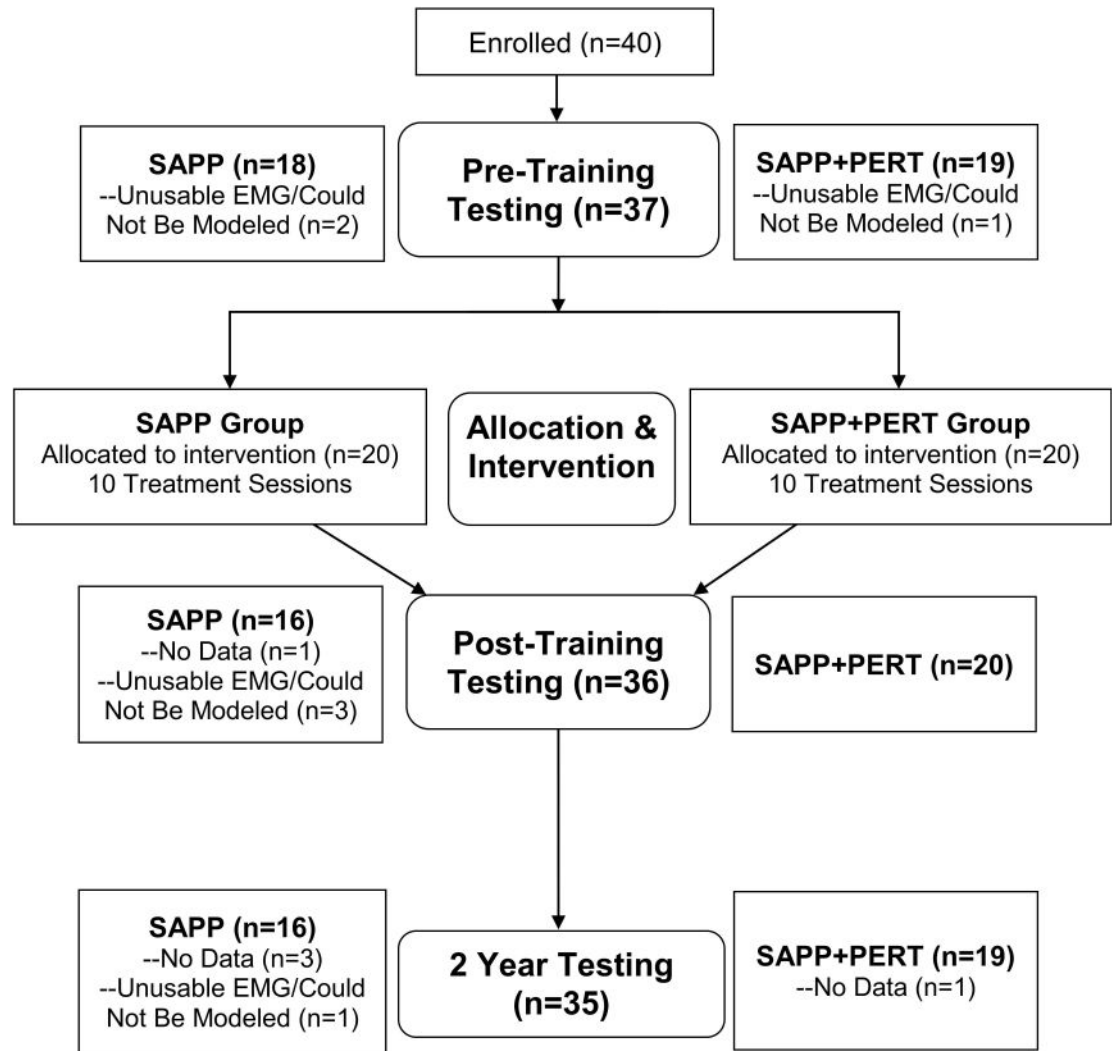 Enrolled (n=40)
SAPP (n=18)
--Unusable EMG/Could
Not Be Modeled (n=2)
Pre-Training
Testing (n=37)
SAPP+PERT (n=19)
--Unusable EMG/Could
Not Be Modeled (n=1)
SAPP Group
Allocated to intervention (n=20)
10 Treatment Sessions
Allocation &
Intervention
SAPP+PERT Group
Allocated to intervention (n=20)
10 Treatment Sessions
SAPP (n=16)
--No Data (n=1)
--Unusable EMG/Could
Not Be Modeled (n=3)
Post-Training
Testing (n=36)
SAPP+PERT (n=20)
SAPP (n=16)
--No Data (n=3)
--Unusable EMG/Could
Not Be Modeled (n=1)
2 Year Testing
(n=35)
SAPP+PERT (n=19)
--No Data (n=1)